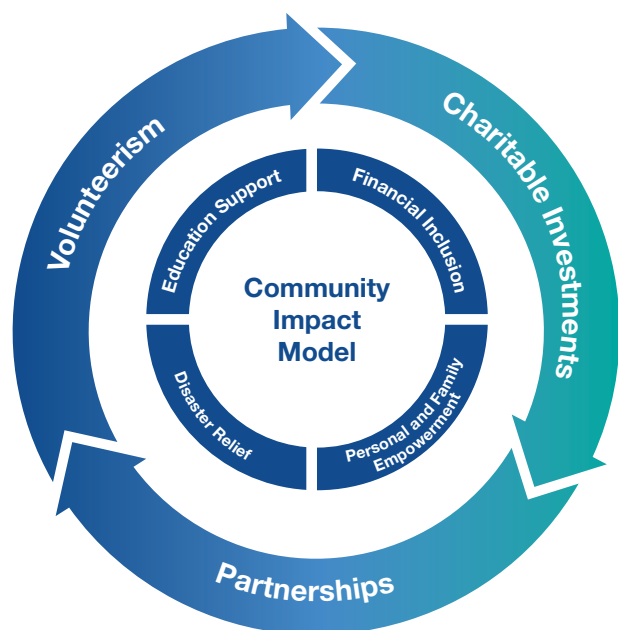 Volunteerism
Charitable Investments
Partnerships
Education Support
Financial Inclusion
Disaster Relief
Personal and Family
Empowerment
Community
Impact
Model